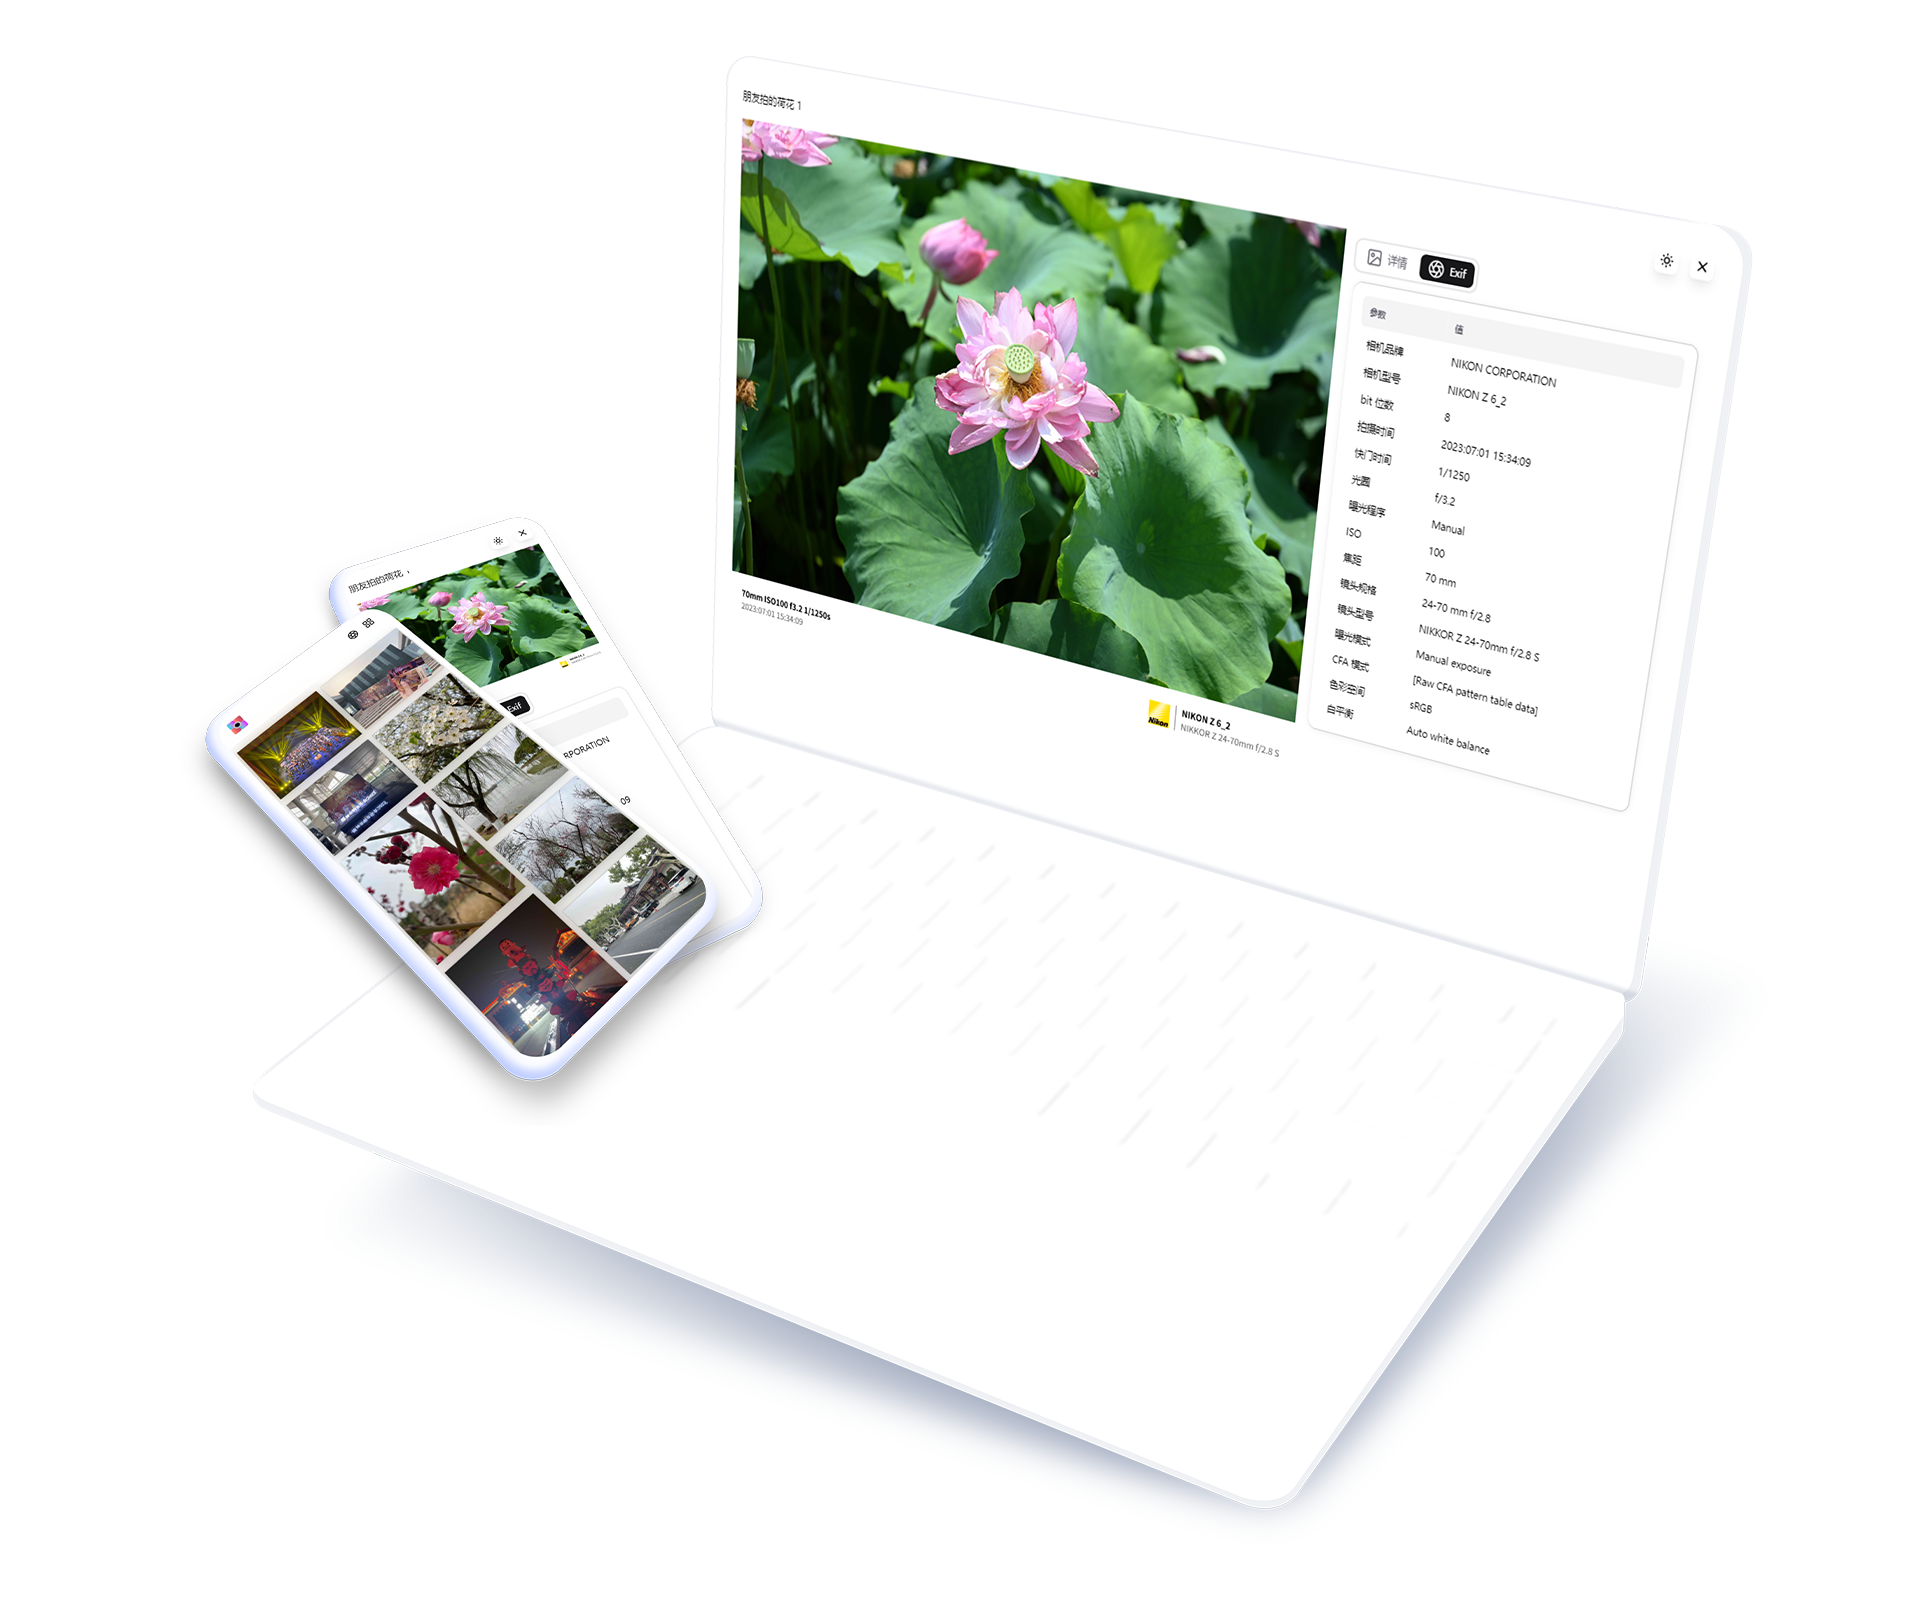 朋友拍的荷花 1
详情 Exif
参数 值
相机品牌 NIKON CORPORATION
相机型号 NIKON Z 6_2
bit 位数 8
拍摄时间 2023:07:01 15:34:09
快门时间 1/1250
光圈 f/3.2
曝光程序 Manual
ISO 100
焦距 70 mm
镜头规格 24-70 mm f/2.8
镜头型号 NIKKOR Z 24-70mm f/2.8 S
曝光模式 Manual exposure
CFA 模式 [Raw CFA pattern table data]
色彩空间 sRGB
白平衡 Auto white balance
70mm ISO100 f3.2 1/1250s
2023:07:01 15:34:09
Nikon
NIKON Z 6_2
NIKKOR Z 24-70mm f/2.8 S
朋友拍的荷花
Exif
RPORATION
09